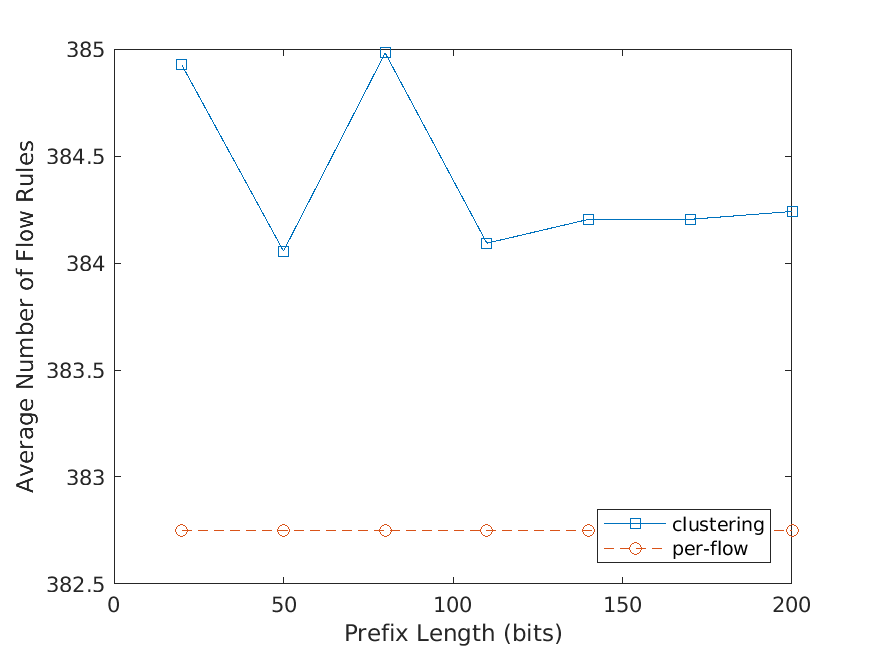 385
384.5
384
383.5
383
382.5
Average Number of Flow Rules
0
50
100
150
200
Prefix Length (bits)
clustering
per-flow